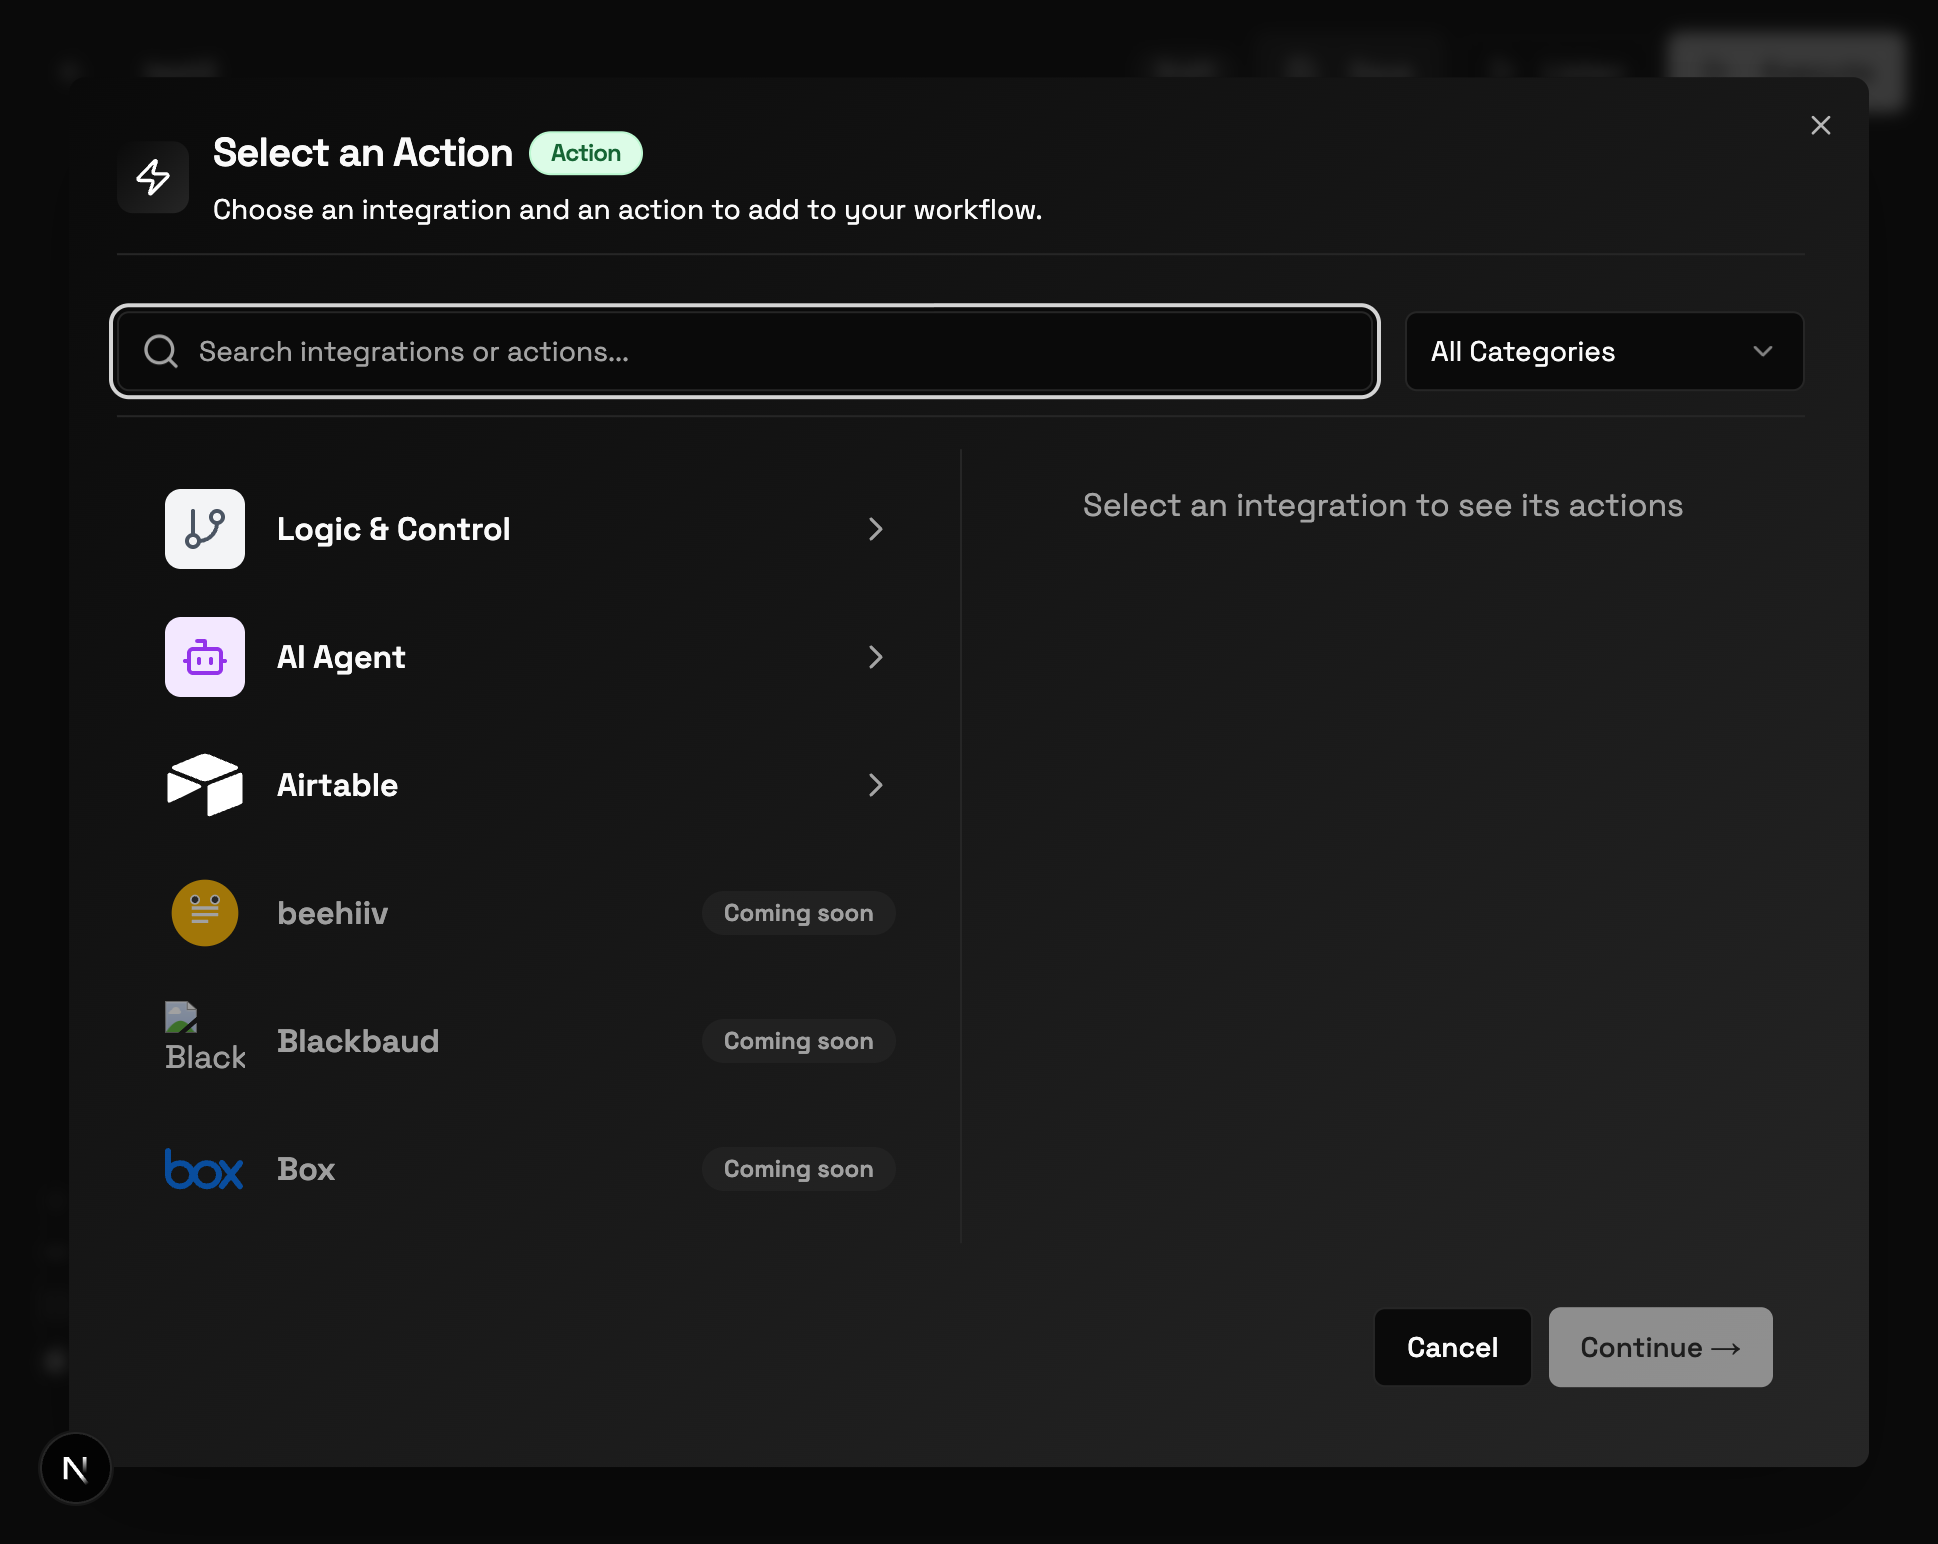 Select an Action
Action
Choose an integration and an action to add to your workflow.
Search integrations or actions...
All Categories
Logic & Control
AI Agent
Airtable
beehiiv
Coming soon
Black
Blackbaud
Coming soon
box
Box
Coming soon
Select an integration to see its actions
Cancel
Continue →
N